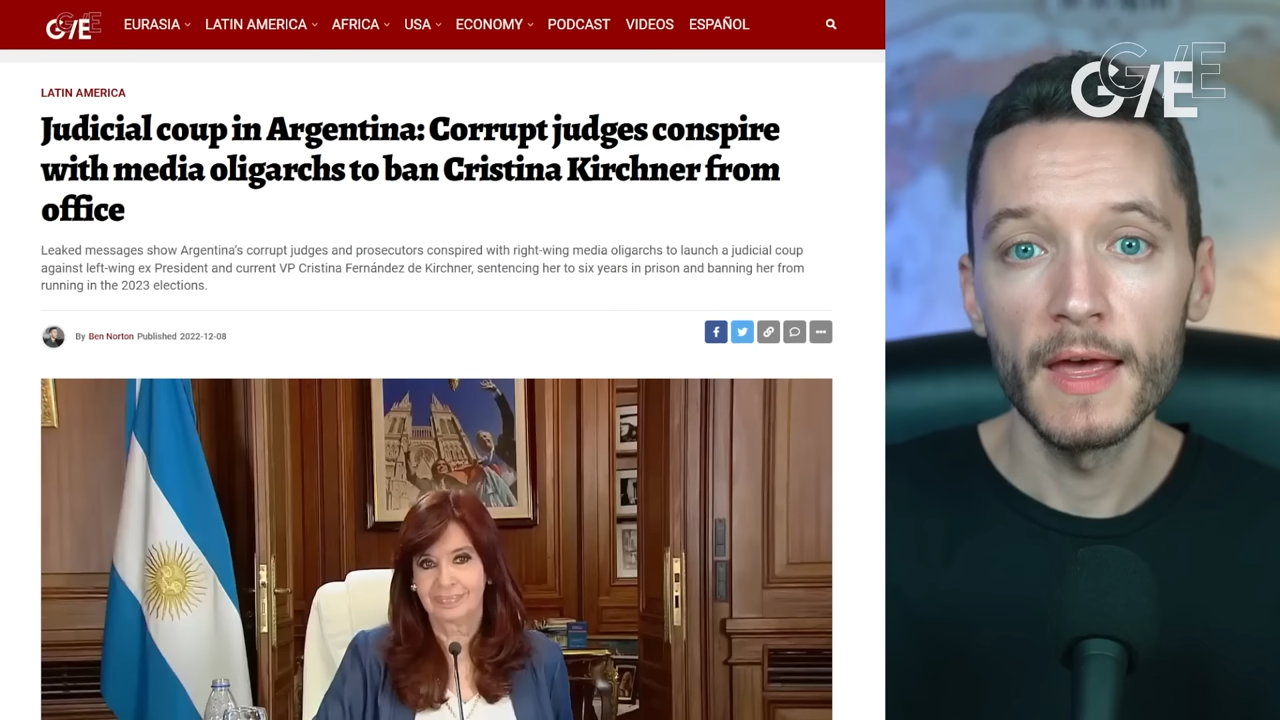 G/E
EURASIA
LATIN AMERICA
AFRICA
USA
ECONOMY
PODCAST
VIDEOS
ESPAÑOL
LATIN AMERICA
Judicial coup in Argentina: Corrupt judges conspire
with media oligarchs to ban Cristina Kirchner from
office
Leaked messages show Argentina's corrupt judges and prosecutors conspired with right-wing media oligarchs to launch a judicial coup
against left-wing ex President and current VP Cristina Fernández de Kirchner, sentencing her to six years in prison and banning her from
running in the 2023 elections.
By Ben Norton Published 2022-12-08
G/E